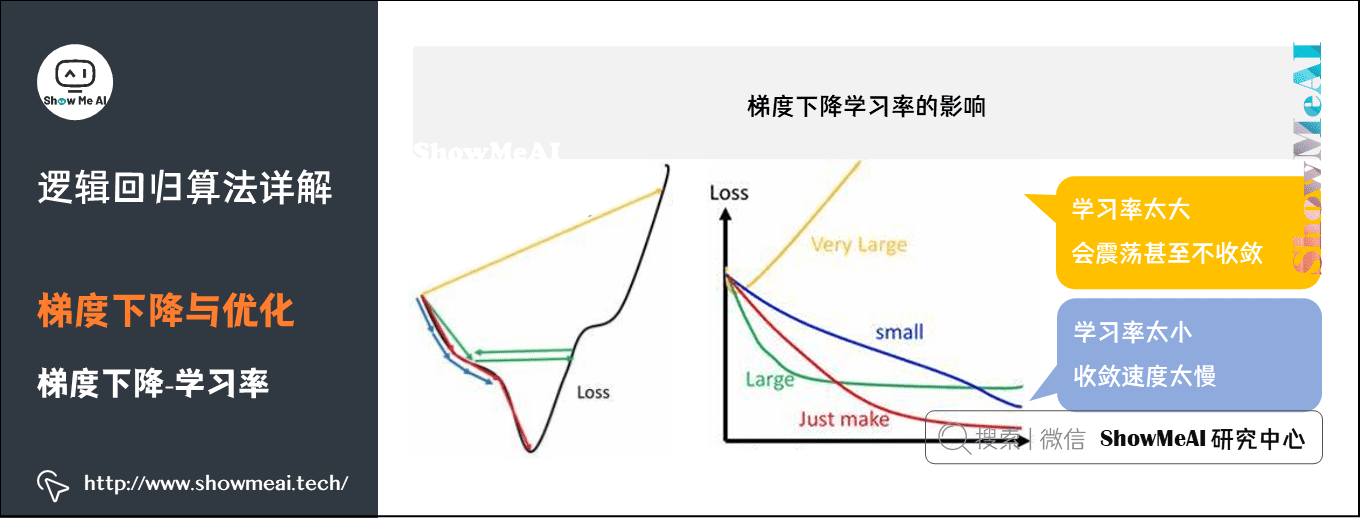 Show Me AI
逻辑回归算法详解
梯度下降与优化
梯度下降-学习率
http://www.showmeai.tech/
梯度下降学习率的影响
ShowMeAI
ShowMeAI
Loss
Loss
Very Large
small
Large
Just make
学习率太大
会震荡甚至不收敛
学习率太小
收敛速度太慢
搜索 | 微信 ShowMeAI 研究中心